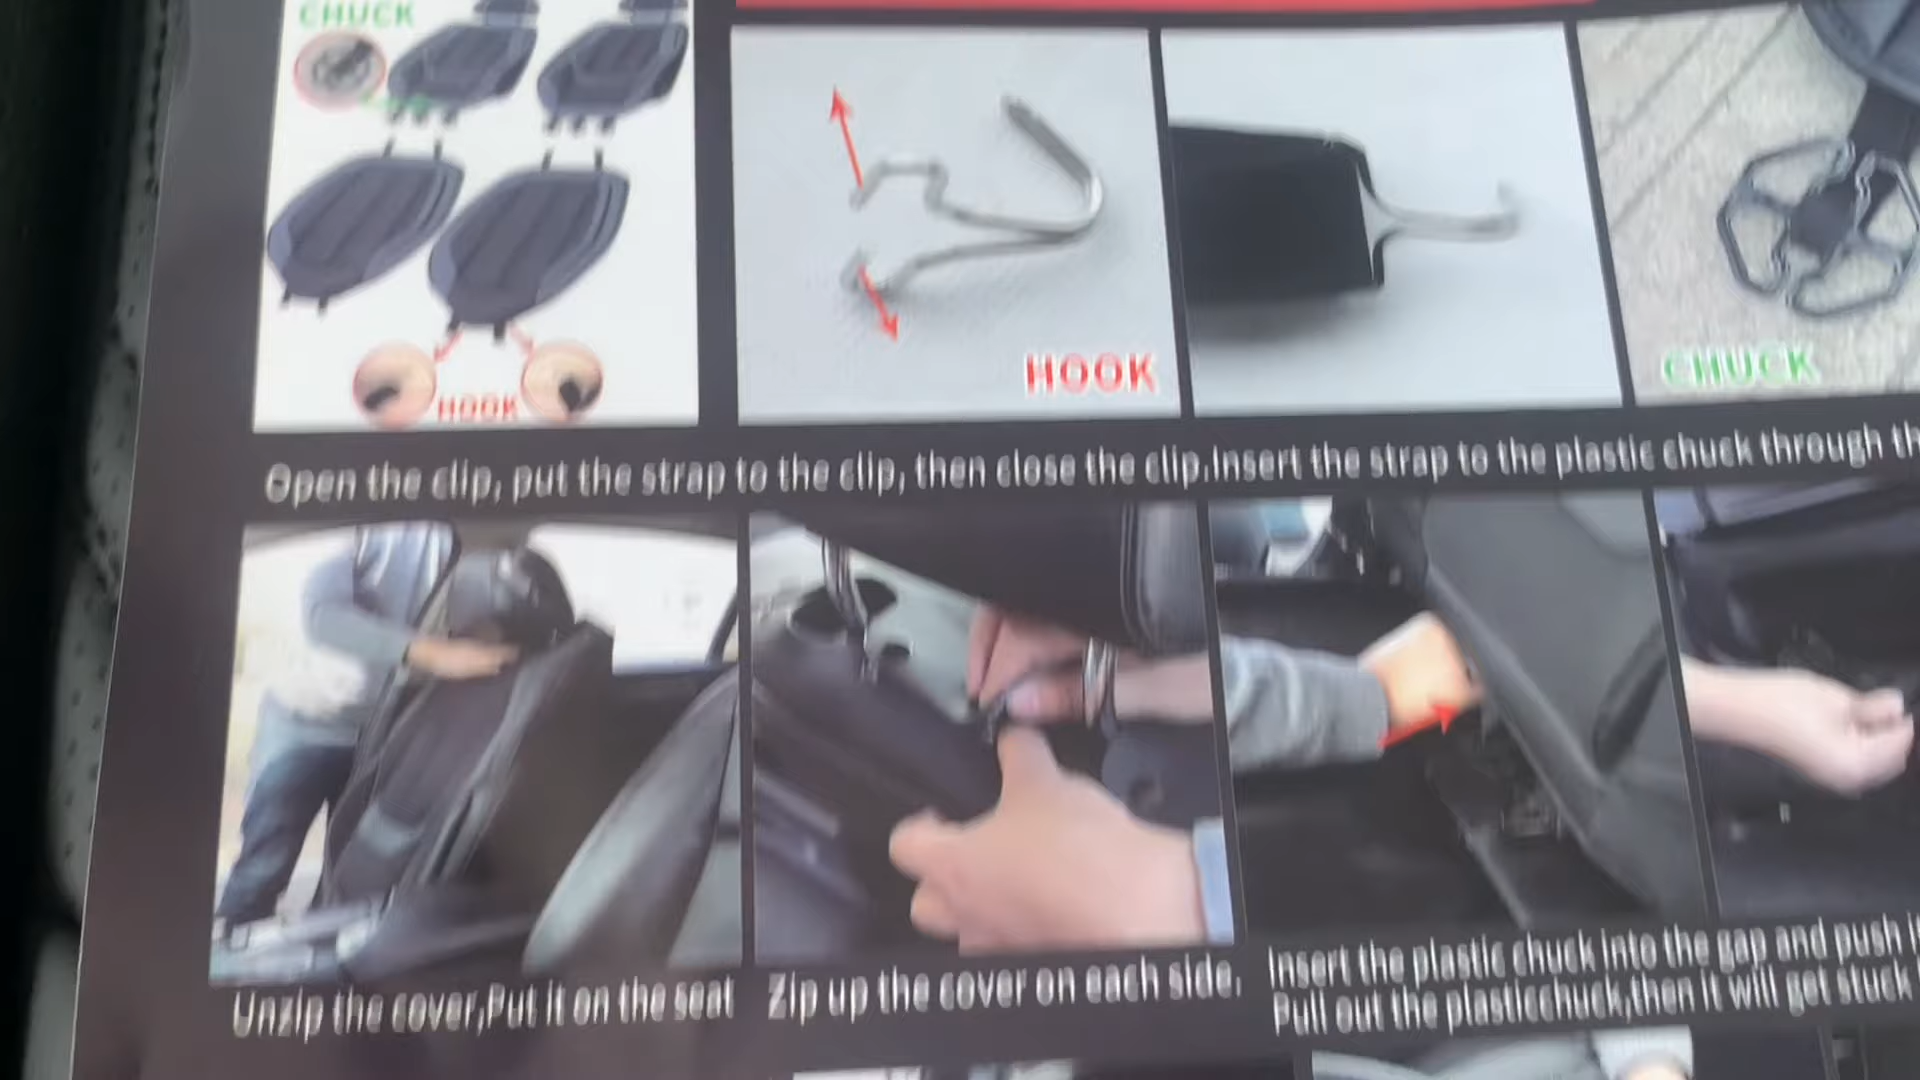 CHUCK
HOOK
HOOK
CHUCK
Open the clip, put the strap to the clip, then close the clip.Insert the strap to the plastic chuck through
Unzip the cover,Put it on the seat
Zip up the cover on each side.
Insert the plastic chuck into the gap and push
Pull out the plasticchuck,then it will get stuck